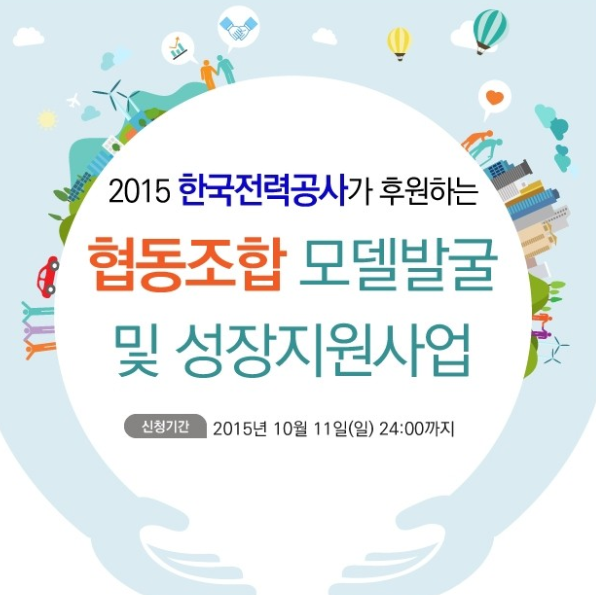 2015 한국전력공사가 후원하는
협동조합 모델발굴
및 성장지원사업
신청기간 2015년 10월 11일(일) 24:00까지